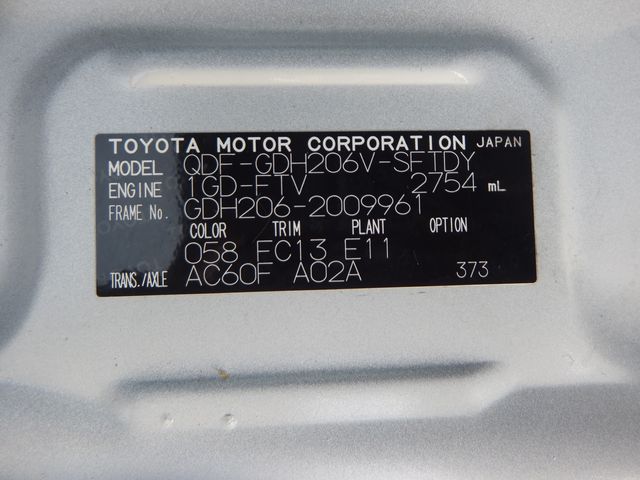 TOYOTA MOTOR CORPORATION JAPAN
MODEL QDF-GDH206V-SFTDY
ENGINE 1GD-FTV 2754 mL
FRAME No. GDH206-2009961
COLOR TRIM PLANT OPTION
058 FC13 E11
TRANS./AXLE AC60F A02A 373